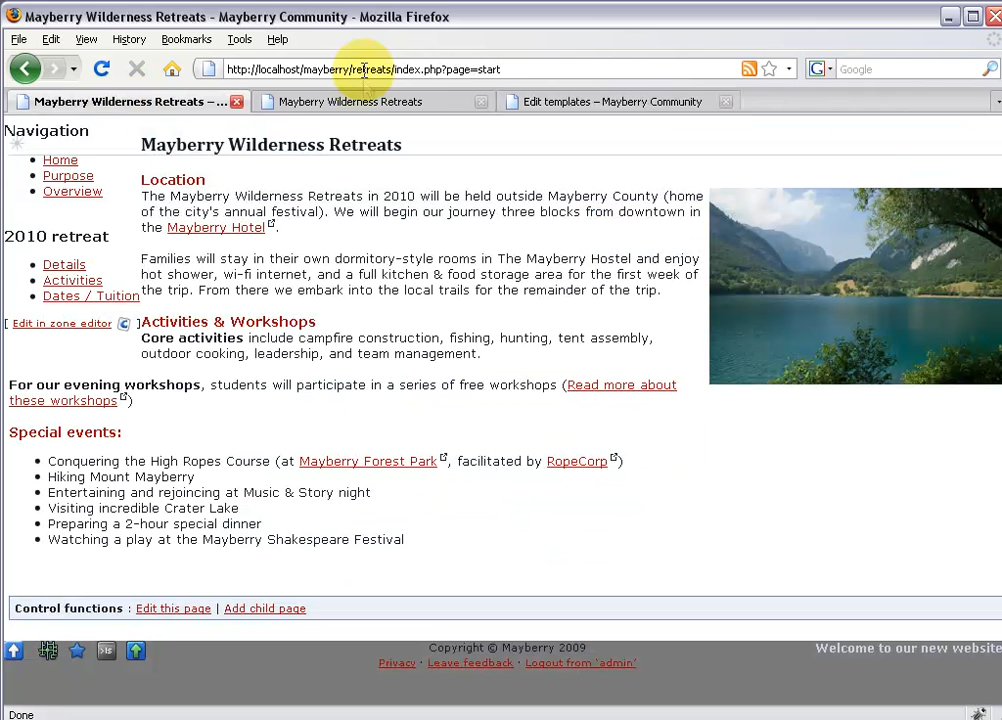 Mayberry Wilderness Retreats - Mayberry Community - Mozilla Firefox
File Edit View History Bookmarks Tools Help
http://localhost/mayberry/retreats/index.php?page=start
Google
Mayberry Wilderness Retreats – ...
Mayberry Wilderness Retreats
Edit templates – Mayberry Community
Navigation
Home
Purpose
Overview
2010 retreat
Details
Activities
Dates / Tuition
[ Edit in zone editor ]
Mayberry Wilderness Retreats
Location
The Mayberry Wilderness Retreats in 2010 will be held outside Mayberry County (home
of the city's annual festival). We will begin our journey three blocks from downtown in
the Mayberry Hotel.
Families will stay in their own dormitory-style rooms in The Mayberry Hostel and enjoy
hot shower, wi-fi internet, and a full kitchen & food storage area for the first week of
the trip. From there we embark into the local trails for the remainder of the trip.
Activities & Workshops
Core activities include campfire construction, fishing, hunting, tent assembly,
outdoor cooking, leadership, and team management.
For our evening workshops, students will participate in a series of free workshops (Read more about
these workshops)
Special events:
Conquering the High Ropes Course (at Mayberry Forest Park, facilitated by RopeCorp)
Hiking Mount Mayberry
Entertaining and rejoicing at Music & Story night
Visiting incredible Crater Lake
Preparing a 2-hour special dinner
Watching a play at the Mayberry Shakespeare Festival
Control functions : Edit this page | Add child page
Copyright © Mayberry 2009
Privacy · Leave feedback · Logout from 'admin'
Welcome to our new website
Done